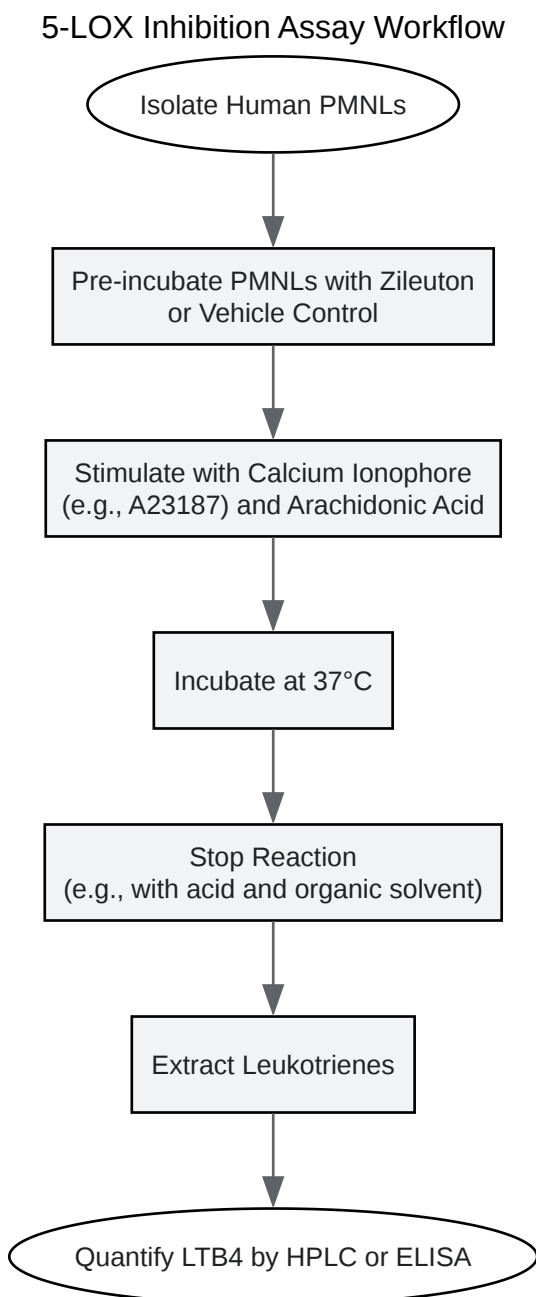 5-LOX Inhibition Assay Workflow
Isolate Human PMNLs
Pre-incubate PMNLs with Zileuton
or Vehicle Control
Stimulate with Calcium Ionophore
(e.g., A23187) and Arachidonic Acid
Incubate at 37°C
Stop Reaction
(e.g., with acid and organic solvent)
Extract Leukotrienes
Quantify LTB4 by HPLC or ELISA